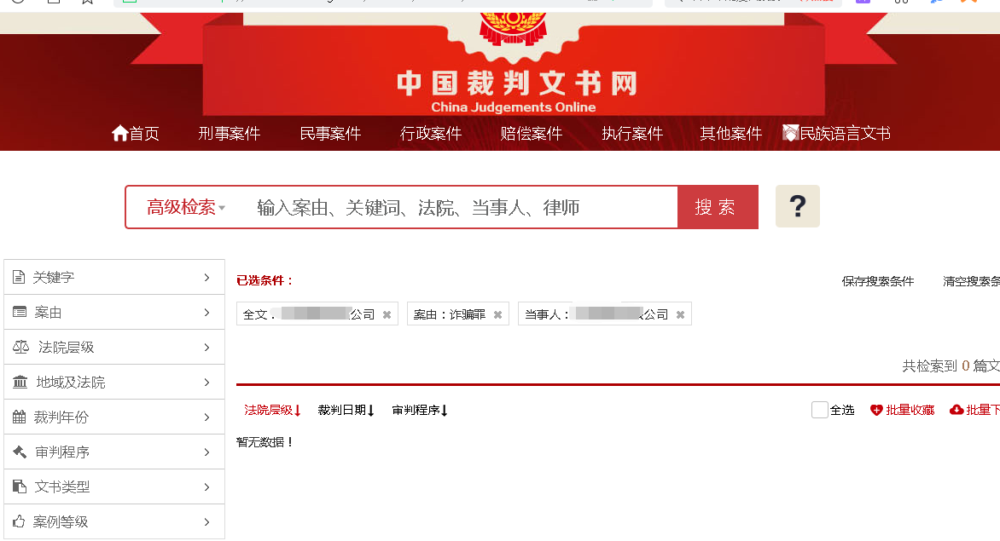 中国裁判文书网
China Judgements Online
首页 刑事案件 民事案件 行政案件 赔偿案件 执行案件 其他案件 民族语言文书
高级检索 输入案由、关键词、法院、当事人、律师 搜索 ?
关键字
案由
法院层级
地域及法院
裁判年份
审判程序
文书类型
案例等级
已选条件： 保存搜索条件 清空搜索条
全文： 公司 案由：诈骗罪 当事人： 公司
共检索到 0 篇文
法院层级 裁判日期 审判程序 全选 批量收藏 批量下
暂无数据！